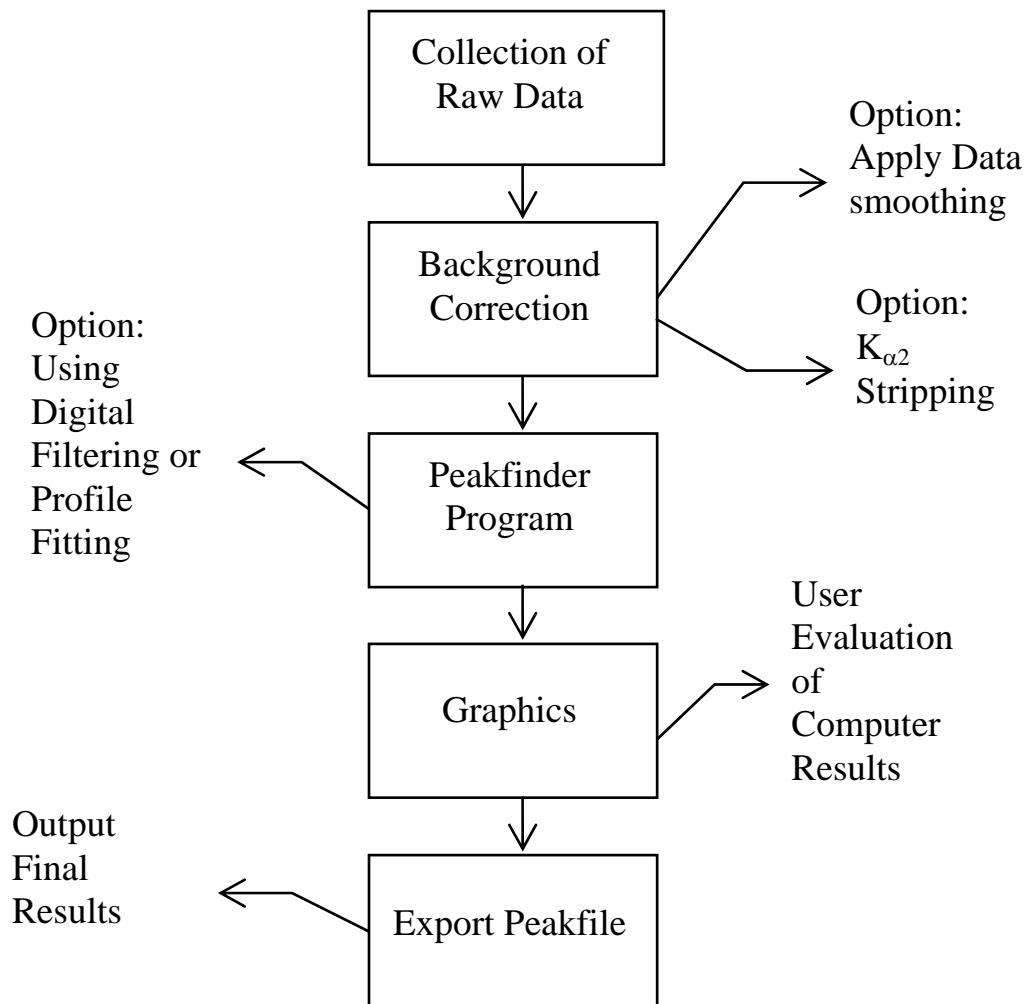 Collection of
Raw Data
Option:
Apply Data
smoothing
Background
Correction
Option:
K$_{\alpha2}$
Stripping
Option:
Using
Digital
Filtering or
Profile
Fitting
Peakfinder
Program
User
Evaluation
of
Computer
Results
Graphics
Output
Final
Results
Export Peakfile